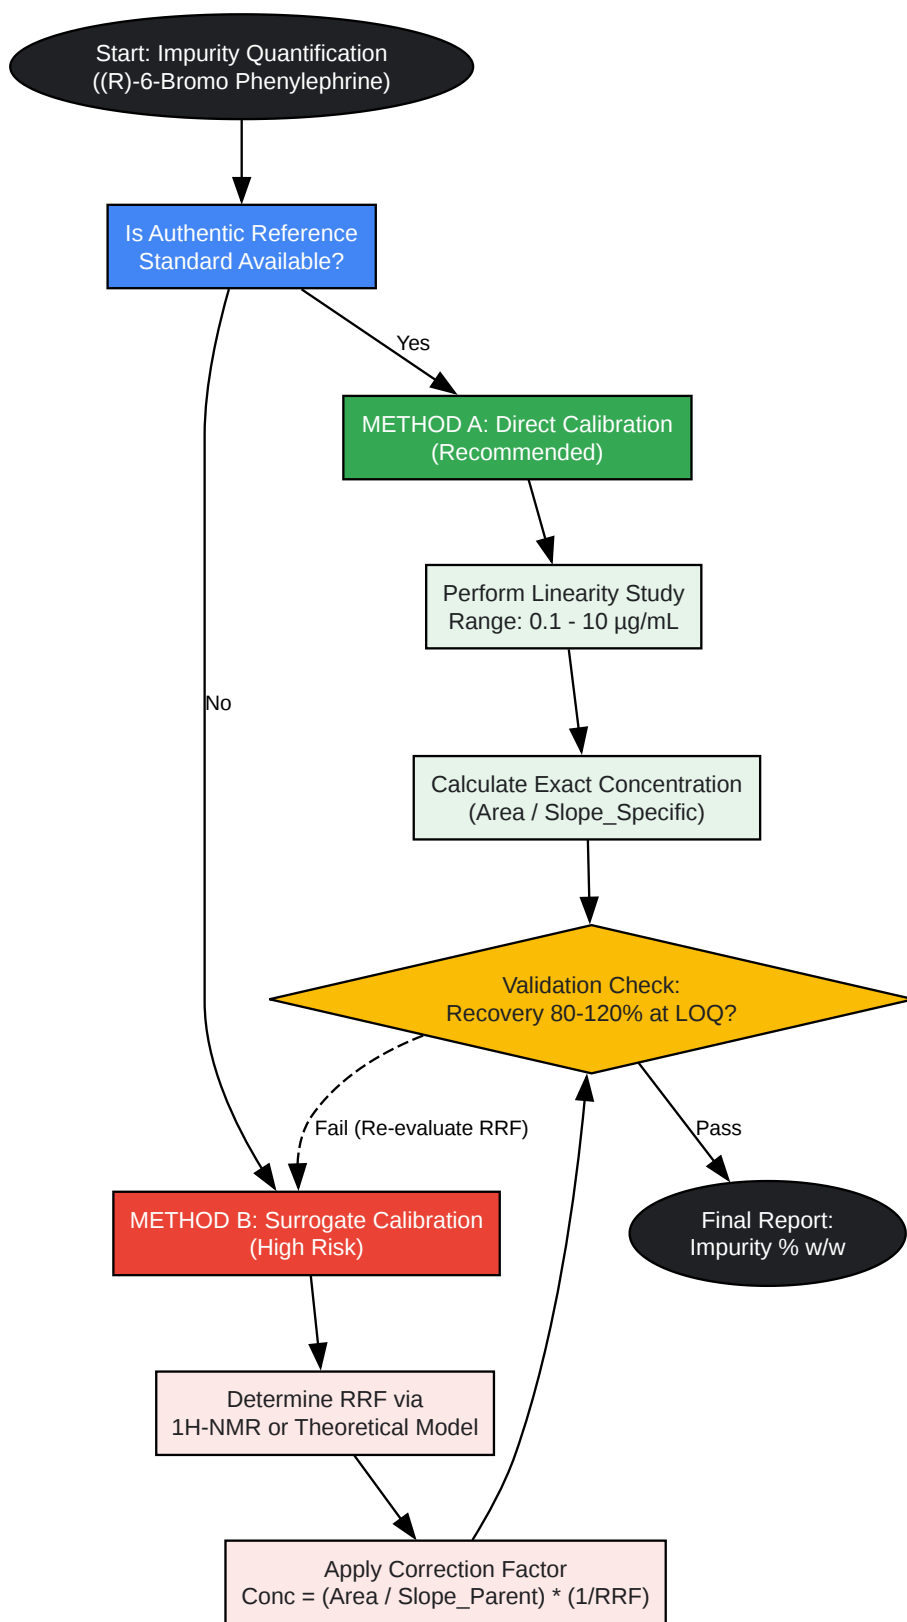 Start: Impurity Quantification
((R)-6-Bromo Phenylephrine)
Is Authentic Reference
Standard Available?
Yes
METHOD A: Direct Calibration
(Recommended)
Perform Linearity Study
Range: 0.1 - 10 µg/mL
No
Calculate Exact Concentration
(Area / Slope_Specific)
Validation Check:
Recovery 80-120% at LOQ?
Fail (Re-evaluate RRF)
Pass
METHOD B: Surrogate Calibration
(High Risk)
Final Report:
Impurity % w/w
Determine RRF via
1H-NMR or Theoretical Model
Apply Correction Factor
Conc = (Area / Slope_Parent) * (1/RRF)